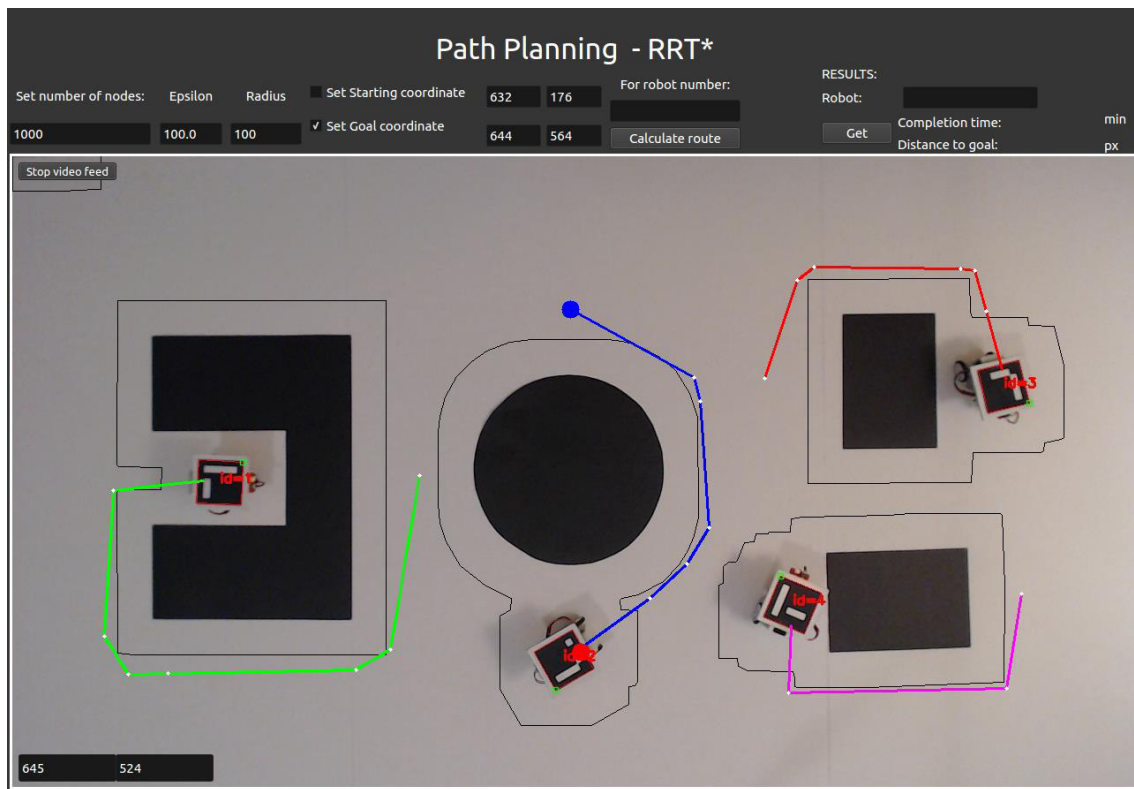 Path Planning - RRT*
Set number of nodes:
Epsilon
Radius
Set Starting coordinate
632
176
For robot number:
RESULTS:
Robot:
1000
100.0
100
Set Goal coordinate
644
564
Calculate route
Get
Completion time:
min
Distance to goal:
px
Stop video feed
id=3
id=1
id=4
645
524